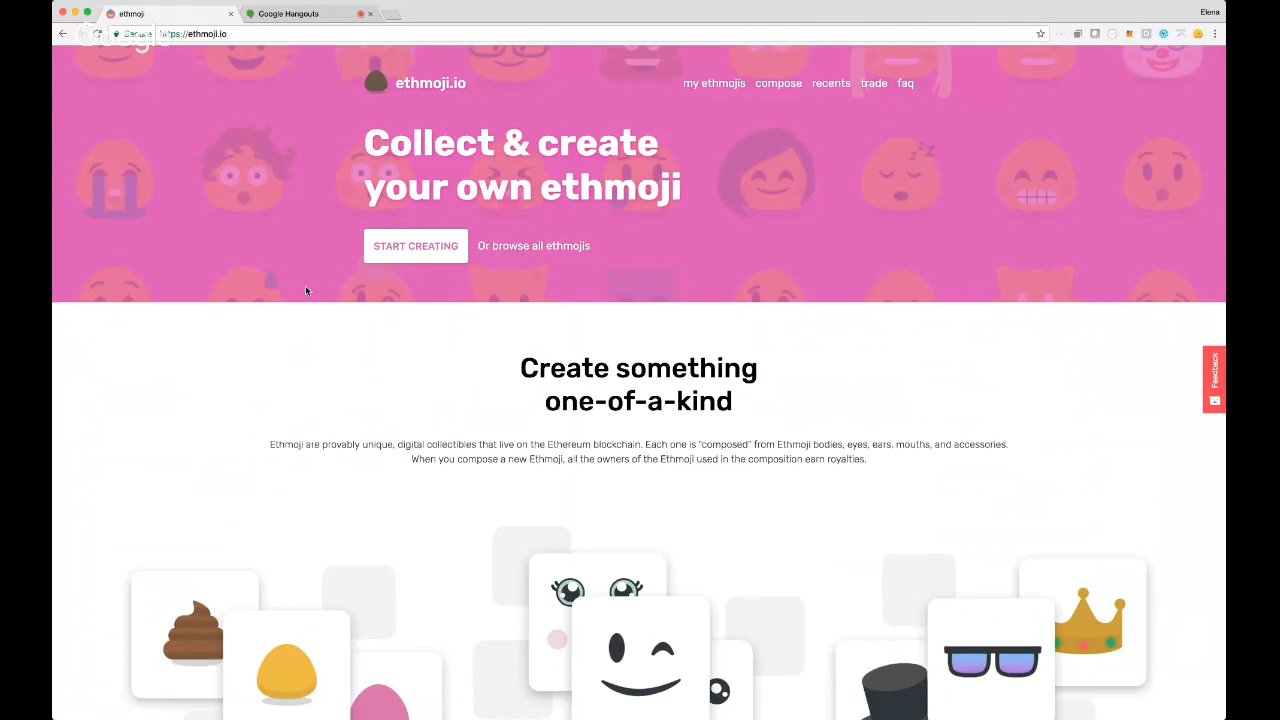 ethmoji
Google Hangouts
Elena
Google
Secure
https://ethmoji.io
ethmoji.io
my ethmojis
compose
recents
trade
faq
Collect & create
your own ethmoji
START CREATING
Or browse all ethmojis
Create something
one-of-a-kind
Feedback
Ethmoji are provably unique, digital collectibles that live on the Ethereum blockchain. Each one is "composed" from Ethmoji bodies, eyes, ears, mouths, and accessories.
When you compose a new Ethmoji, all the owners of the Ethmoji used in the composition earn royalties.